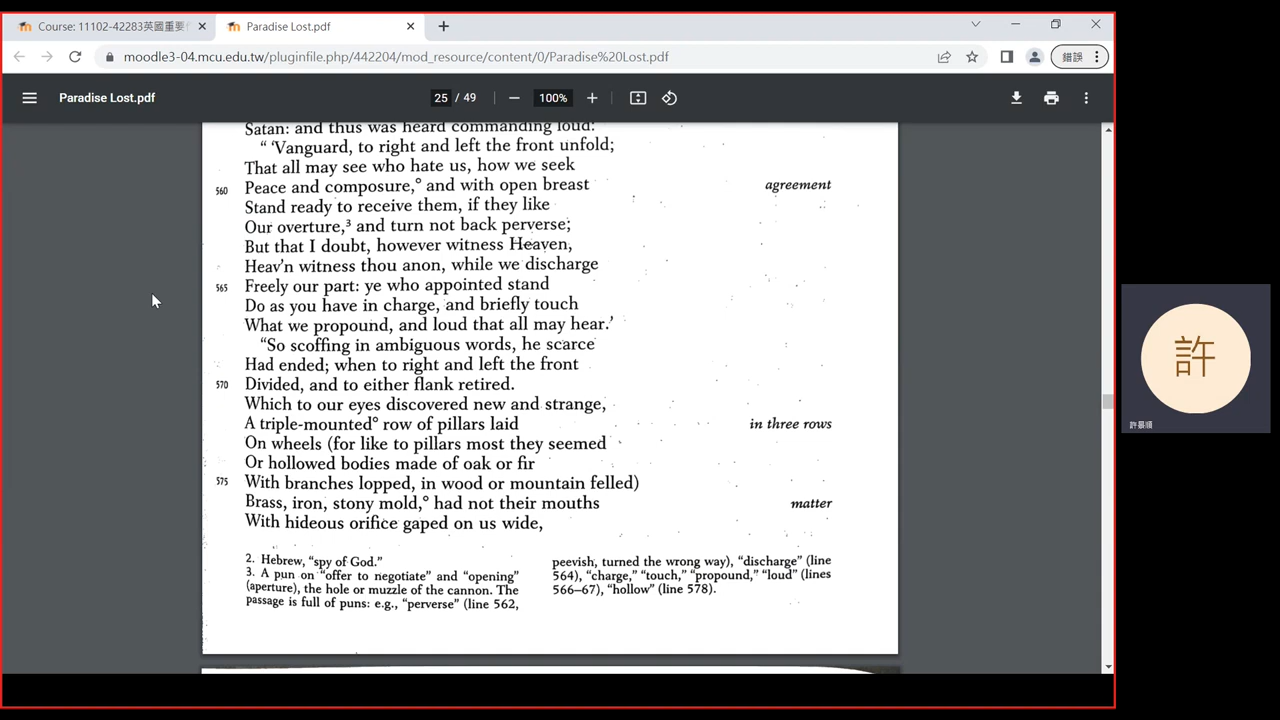 Course: 11102-42283英國重要
Paradise Lost.pdf
moodle3-04.mcu.edu.tw/pluginfile.php/442204/mod_resource/content/0/Paradise%20Lost.pdf
錯誤
Paradise Lost.pdf
25 / 49
100%
Satan: and thus was heard commanding loud:
“ ‘Vanguard, to right and left the front unfold;
That all may see who hate us, how we seek
560 Peace and composure,° and with open breast agreement
Stand ready to receive them, if they like
Our overture,³ and turn not back perverse;
But that I doubt, however witness Heaven,
Heav’n witness thou anon, while we discharge
565 Freely our part: ye who appointed stand
Do as you have in charge, and briefly touch
What we propound, and loud that all may hear.’
“So scoffing in ambiguous words, he scarce
Had ended; when to right and left the front
570 Divided, and to either flank retired.
Which to our eyes discovered new and strange,
A triple-mounted° row of pillars laid in three rows
On wheels (for like to pillars most they seemed
Or hollowed bodies made of oak or fir
575 With branches lopped, in wood or mountain felled)
Brass, iron, stony mold,° had not their mouths matter
With hideous orifice gaped on us wide,
2. Hebrew, “spy of God.”
3. A pun on “offer to negotiate” and “opening”
(aperture), the hole or muzzle of the cannon. The
passage is full of puns: e.g., “perverse” (line 562,
peevish, turned the wrong way), “discharge” (line
564), “charge,” “touch,” “propound,” “loud” (lines
566–67), “hollow” (line 578).
許
許景順